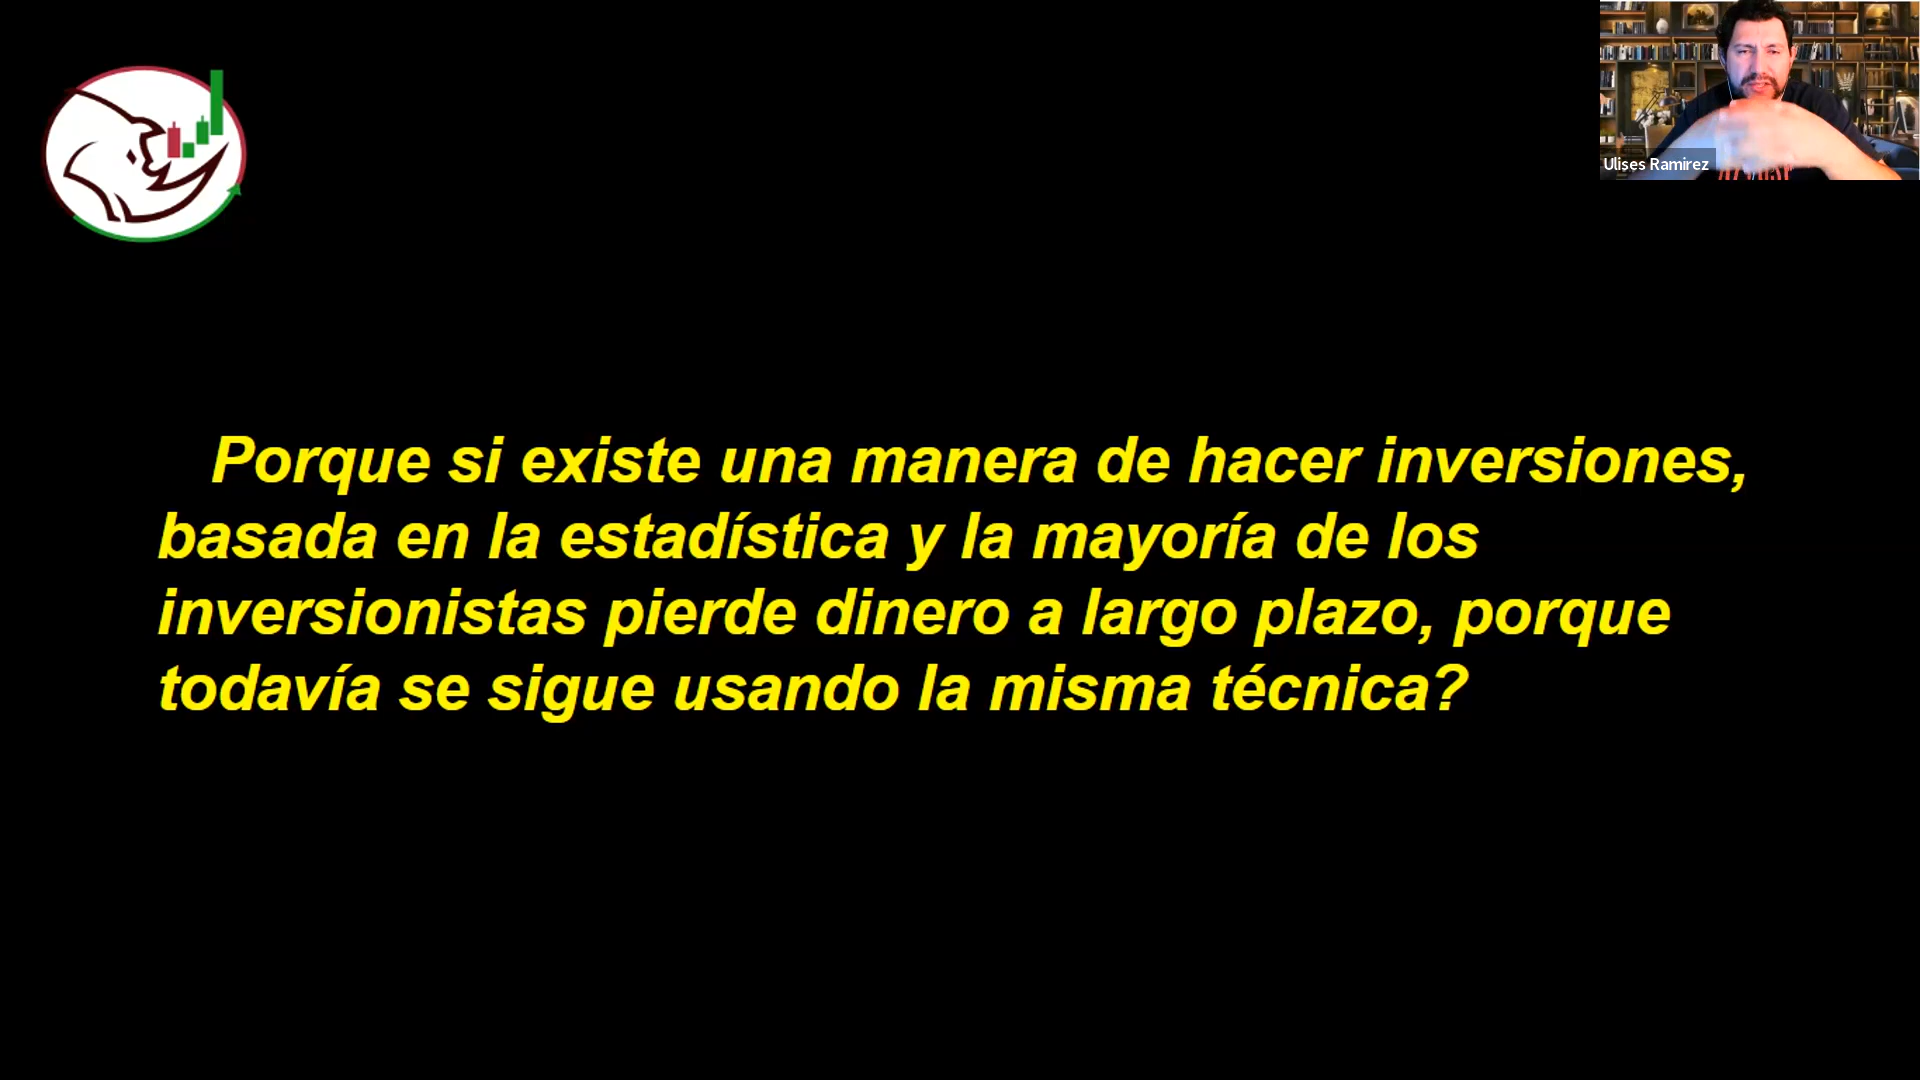 Ulises Ramirez
Porque si existe una manera de hacer inversiones,
basada en la estadística y la mayoría de los
inversionistas pierde dinero a largo plazo, porque
todavía se sigue usando la misma técnica?